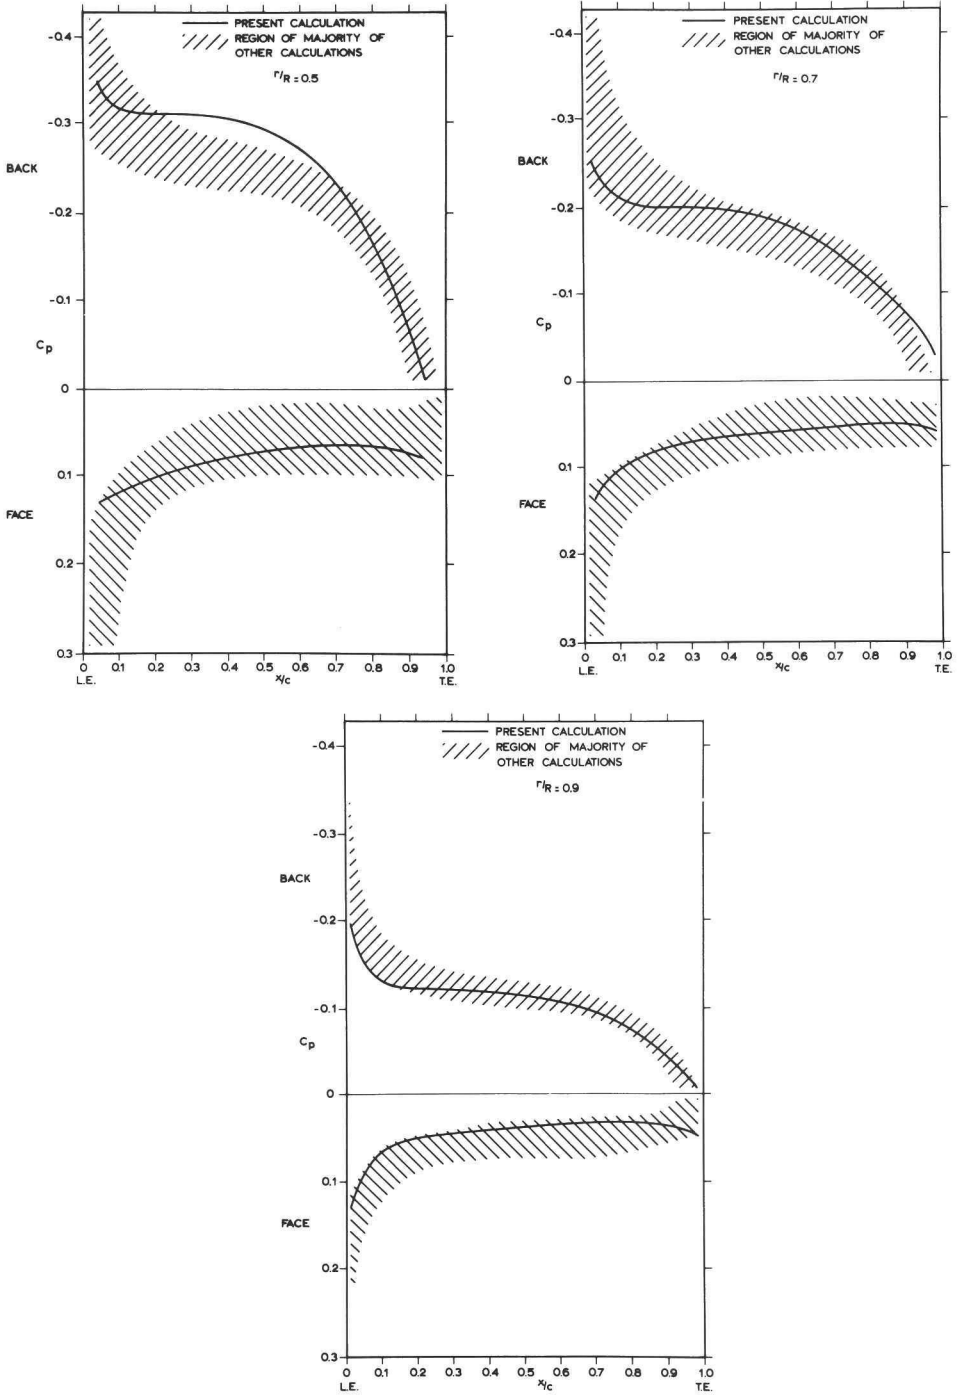 PRESENT CALCULATION
REGION OF MAJORITY OF
OTHER CALCULATIONS
r/R = 0.5
-0.4
-0.3
BACK
-0.2
-0.1
Cp
0
0.1
FACE
0.2
0.3
0 0.1 0.2 0.3 0.4 0.5 0.6 0.7 0.8 0.9 1.0
L.E. x/c T.E.
PRESENT CALCULATION
REGION OF MAJORITY OF
OTHER CALCULATIONS
r/R = 0.7
-0.4
-0.3
BACK
-0.2
-0.1
Cp
0
0.1
FACE
0.2
0.3
0 0.1 0.2 0.3 0.4 0.5 0.6 0.7 0.8 0.9 1.0
L.E. x/c T.E.
PRESENT CALCULATION
REGION OF MAJORITY OF
OTHER CALCULATIONS
r/R = 0.9
-0.4
-0.3
BACK
-0.2
-0.1
Cp
0
0.1
FACE
0.2
0.3
0 0.1 0.2 0.3 0.4 0.5 0.6 0.7 0.8 0.9 1.0
L.E. x/c T.E.